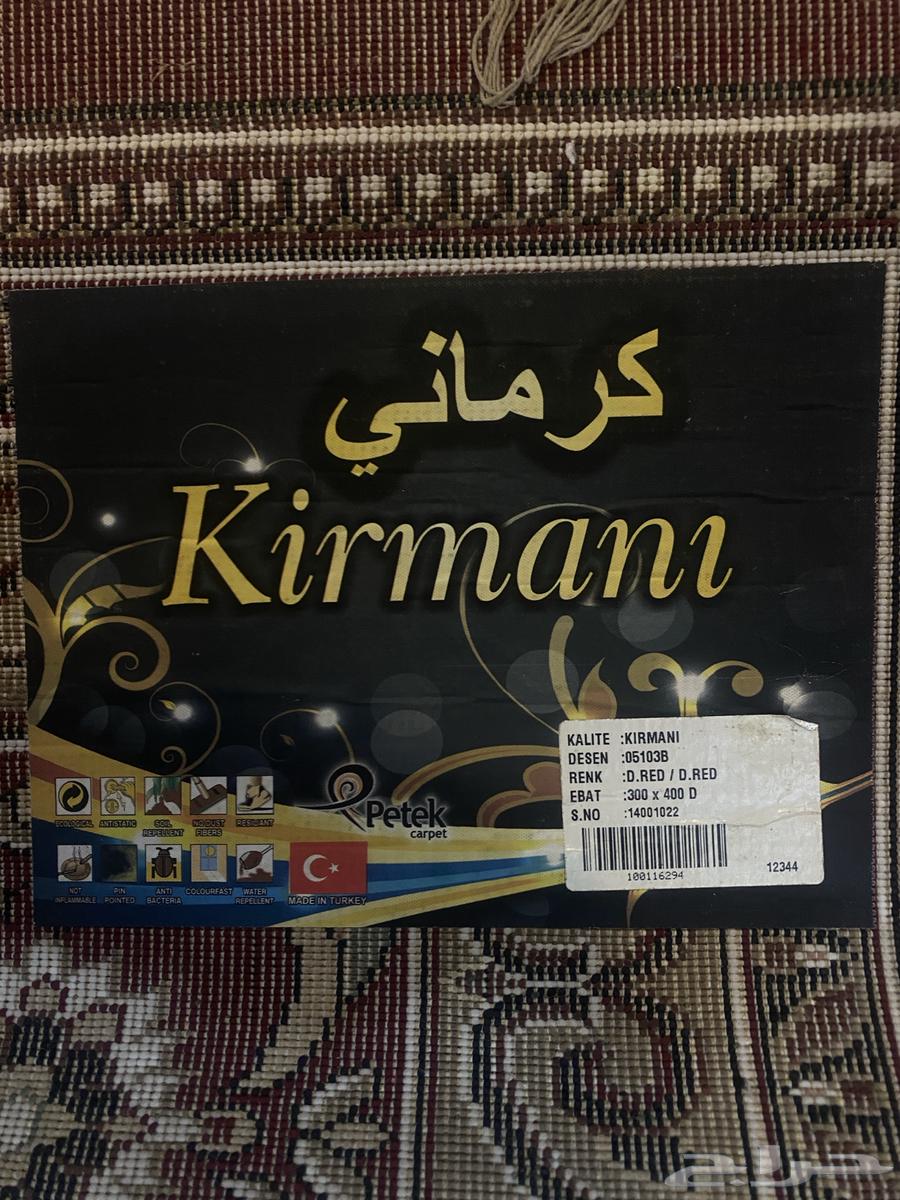 كرماني
Kirmanı
KALITE :KIRMANI
DESEN :05103B
RENK :D.RED / D.RED
EBAT :300 x 400 D
S.NO :14001022
100116294
12344
Petek
carpet
ECOLOGICAL ANTISTATIC SOIL REPELLENT NO DUST FIBERS RESILIANT
NOT INFLAMMABLE PIN POINTED ANTI BACTERIA COLOURFAST WATER REPELLENT
MADE IN TURKEY
حراج